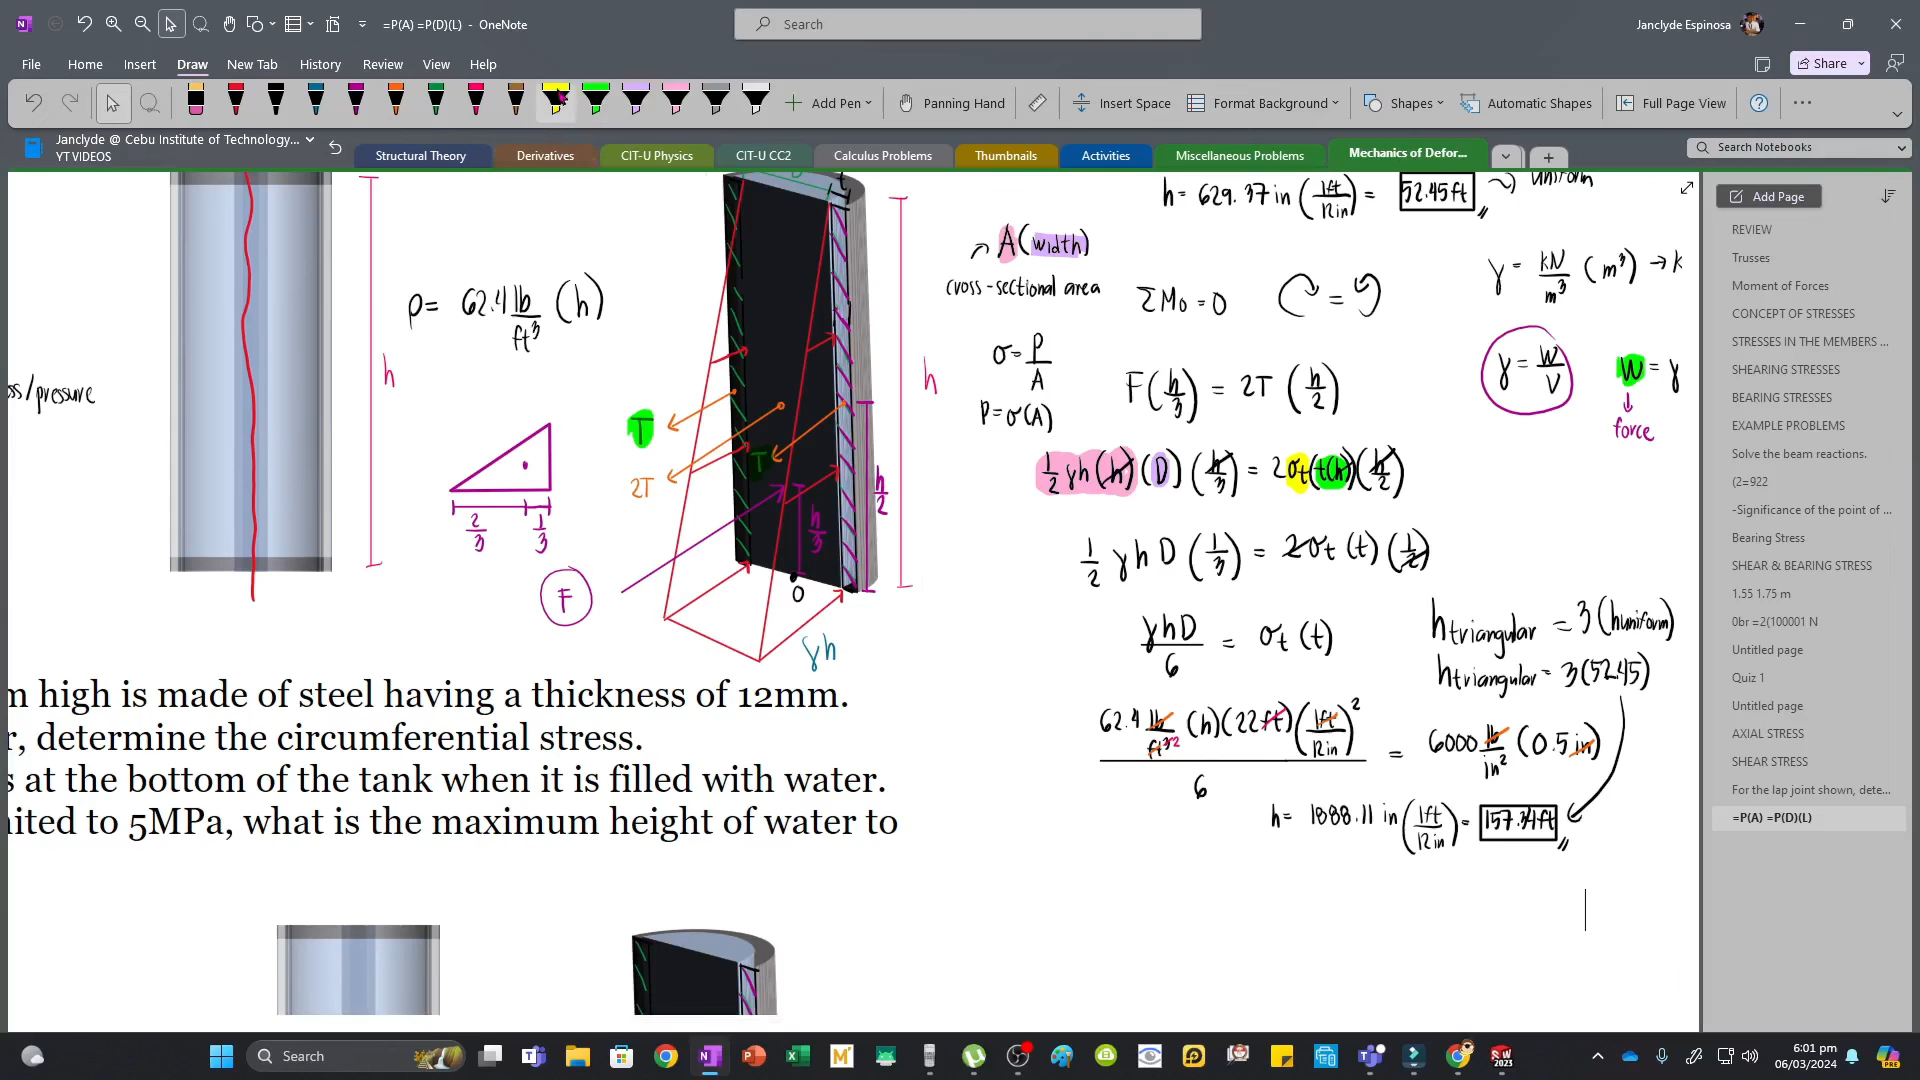 =P(A) =P(D)(L) - OneNote
Search
Janclyde Espinosa
File Home Insert Draw New Tab History Review View Help
Share
Add Pen
Panning Hand
Insert Space
Format Background
Shapes
Automatic Shapes
Full Page View
Janclyde @ Cebu Institute of Technology...
YT VIDEOS
Structural Theory
Derivatives
CIT-U Physics
CIT-U CC2
Calculus Problems
Thumbnails
Activities
Miscellaneous Problems
Mechanics of Defor...
Search Notebooks
Add Page
REVIEW
Trusses
Moment of Forces
CONCEPT OF STRESSES
STRESSES IN THE MEMBERS ...
SHEARING STRESSES
BEARING STRESSES
EXAMPLE PROBLEMS
Solve the beam reactions.
(2=922
-Significance of the point of ...
Bearing Stress
SHEAR & BEARING STRESS
1.55 1.75 m
0br =2(100001 N
Untitled page
Quiz 1
Untitled page
AXIAL STRESS
SHEAR STRESS
For the lap joint shown, dete...
=P(A) =P(D)(L)
ss/pressure
h
P = 62.4 lb/ft³ (h)
2/3 1/3
T
2T
T
F
h/3
h/2
h
O
γh
D
t
h = 629.37 in (1ft/12in) = 52.45 ft → Uniform
A (width)
cross-sectional area
σ = P/A
P = σ(A)
ΣMo = 0
=
F(h/3) = 2T (h/2)
1/2 γh (h) (D) (h/3) = 2σt(t(h))(h/2)
1/2 γhD (1/3) = 2σt (t) (1/2)
γhD/6 = σt (t)
62.4 lb/ft³² (h)(22ft)(1ft/12in)² / 6 = 6000 lb/in² (0.5in)
h = 1888.11 in (1ft/12in) = 157.34ft
γ = kN/m³ (m³) → k
γ = W/V
W = γ
force
htriangular = 3 (huniform)
htriangular = 3(52.45)
m high is made of steel having a thickness of 12mm.
r, determine the circumferential stress.
s at the bottom of the tank when it is filled with water.
nited to 5MPa, what is the maximum height of water to
Search
6:01 pm
06/03/2024